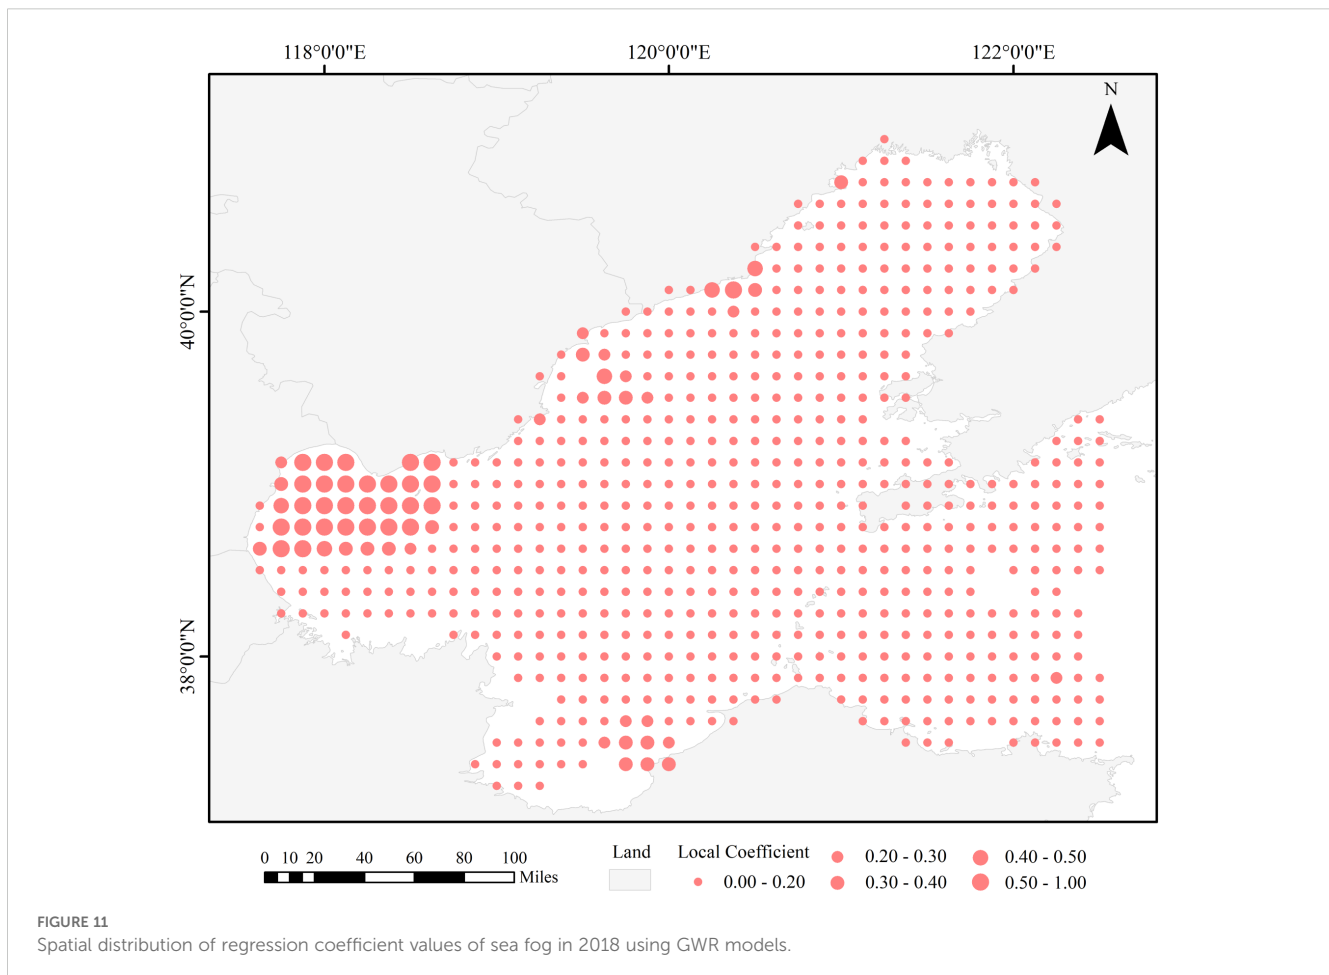 118°0'0"E 120°0'0"E 122°0'0"E
N
40°0'0"N
38°0'0"N
0 10 20 40 60 80 100
Miles
Land
Local Coefficient
0.00 - 0.20
0.20 - 0.30
0.30 - 0.40
0.40 - 0.50
0.50 - 1.00
FIGURE 11
Spatial distribution of regression coefficient values of sea fog in 2018 using GWR models.